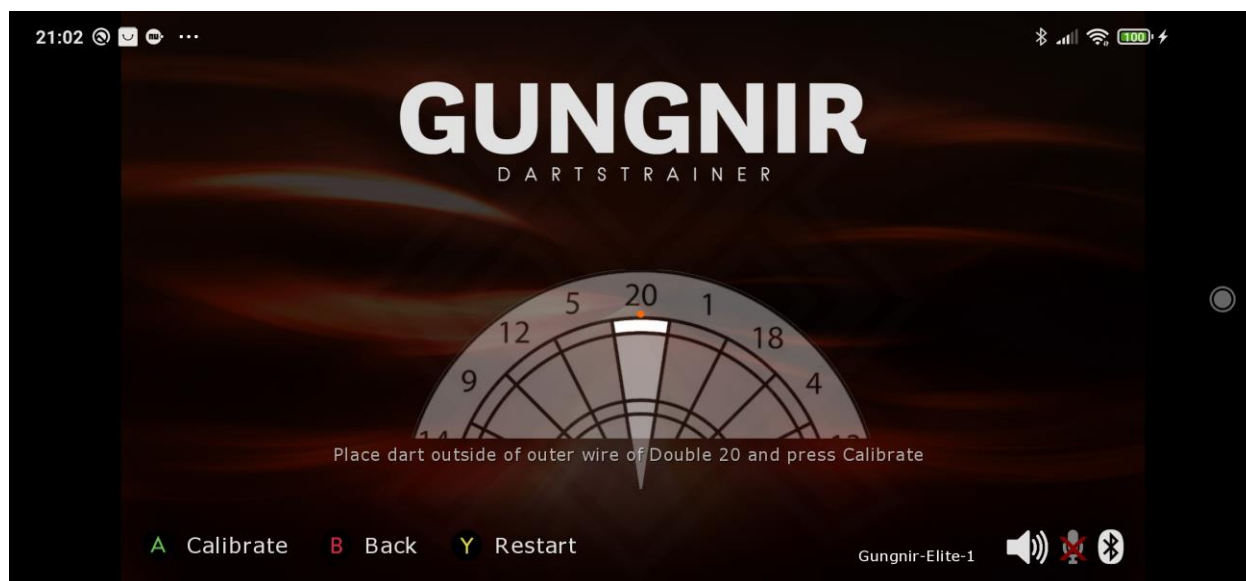 21:02
100
GUNGNIR
DARTSTRAINER
20
5
1
12
18
9
4
Place dart outside of outer wire of Double 20 and press Calibrate
A Calibrate B Back Y Restart
Gungnir-Elite-1